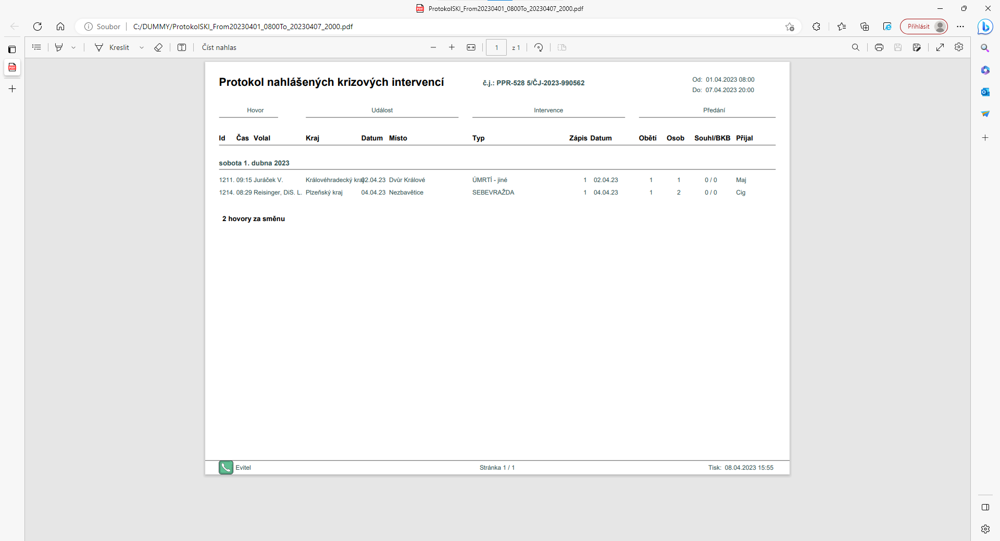 ProtokolSKI_From20230401_0800To_20230407_2000.pdf
Soubor C:/DUMMY/ProtokolSKI_From20230401_0800To_20230407_2000.pdf Přihlásit
Kreslit Číst nahlas 1 z 1
Protokol nahlášených krizových intervencí č.j.: PPR-528 5/ČJ-2023-990562 Od: 01.04.2023 08:00
Do: 07.04.2023 20:00
Hovor Událost Intervence Předání
Id Čas Volal Kraj Datum Místo Typ Zápis Datum Obětí Osob Souhl/BKB Přijal
sobota 1. dubna 2023
1211. 09:15 Juráček V. Královéhradecký kraj 02.04.23 Dvůr Králové ÚMRTÍ - jiné 1 02.04.23 1 1 0 / 0 Maj
1214. 08:29 Reisinger, DiS. L. Plzeňský kraj 04.04.23 Nezbavětice SEBEVRAŽDA 1 04.04.23 1 2 0 / 0 Cig
2 hovory za směnu
Evitel Stránka 1 / 1 Tisk: 08.04.2023 15:55